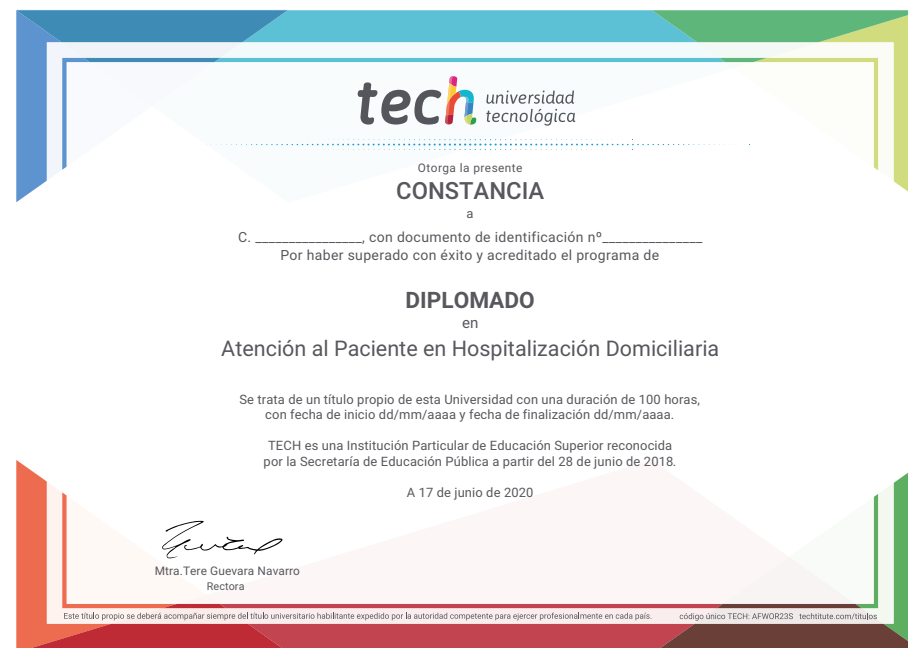 tech universidad
tecnológica
Otorga la presente
CONSTANCIA
a
C. ________________, con documento de identificación nº_______________
Por haber superado con éxito y acreditado el programa de
DIPLOMADO
en
Atención al Paciente en Hospitalización Domiciliaria
Se trata de un título propio de esta Universidad con una duración de 100 horas,
con fecha de inicio dd/mm/aaaa y fecha de finalización dd/mm/aaaa.
TECH es una Institución Particular de Educación Superior reconocida
por la Secretaría de Educación Pública a partir del 28 de junio de 2018.
A 17 de junio de 2020
Mtra.Tere Guevara Navarro
Rectora
Este título propio se deberá acompañar siempre del título universitario habilitante expedido por la autoridad competente para ejercer profesionalmente en cada país. código único TECH: AFWOR23S techtitute.com/titulos